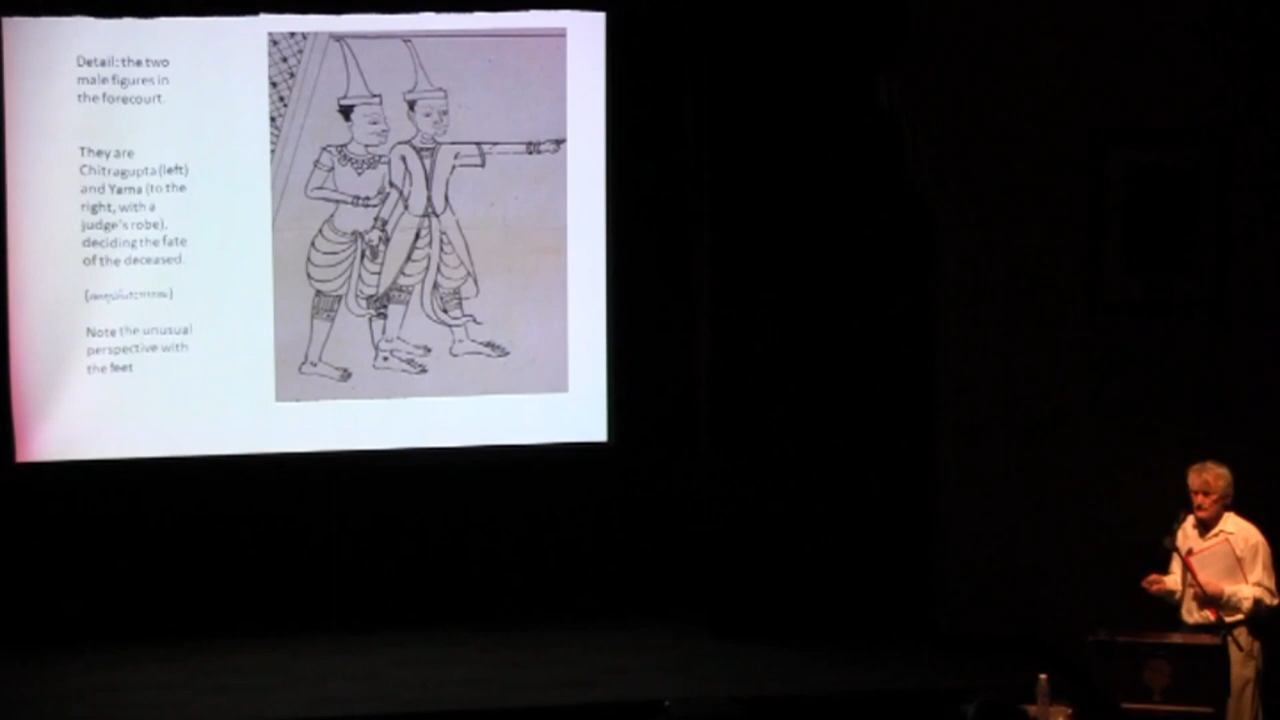 Detail: the two
male figures in
the forecourt.
They are
Chitragupta (left)
and Yama (to the
right, with a
judge's robe),
deciding the fate
of the deceased.
Note the unusual
perspective with
the feet